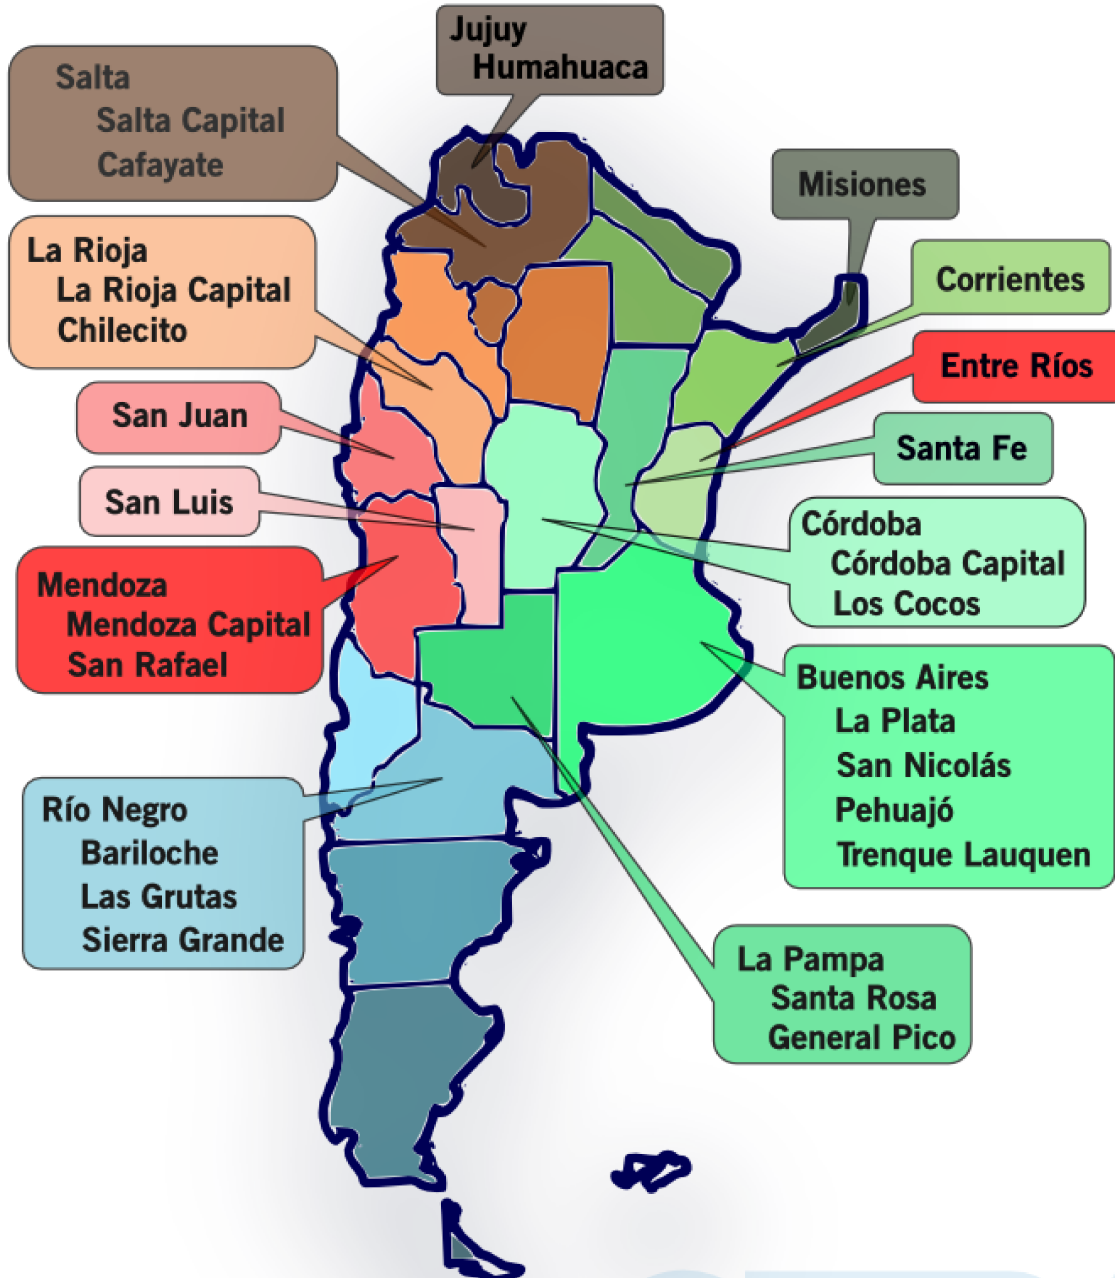 Jujuy
Humahuaca
Salta
Salta Capital
Cafayate
Misiones
La Rioja
La Rioja Capital
Chilecito
Corrientes
Entre Ríos
San Juan
Santa Fe
San Luis
Córdoba
Córdoba Capital
Los Cocos
Mendoza
Mendoza Capital
San Rafael
Buenos Aires
La Plata
San Nicolás
Pehuajó
Trenque Lauquen
Río Negro
Bariloche
Las Grutas
Sierra Grande
La Pampa
Santa Rosa
General Pico